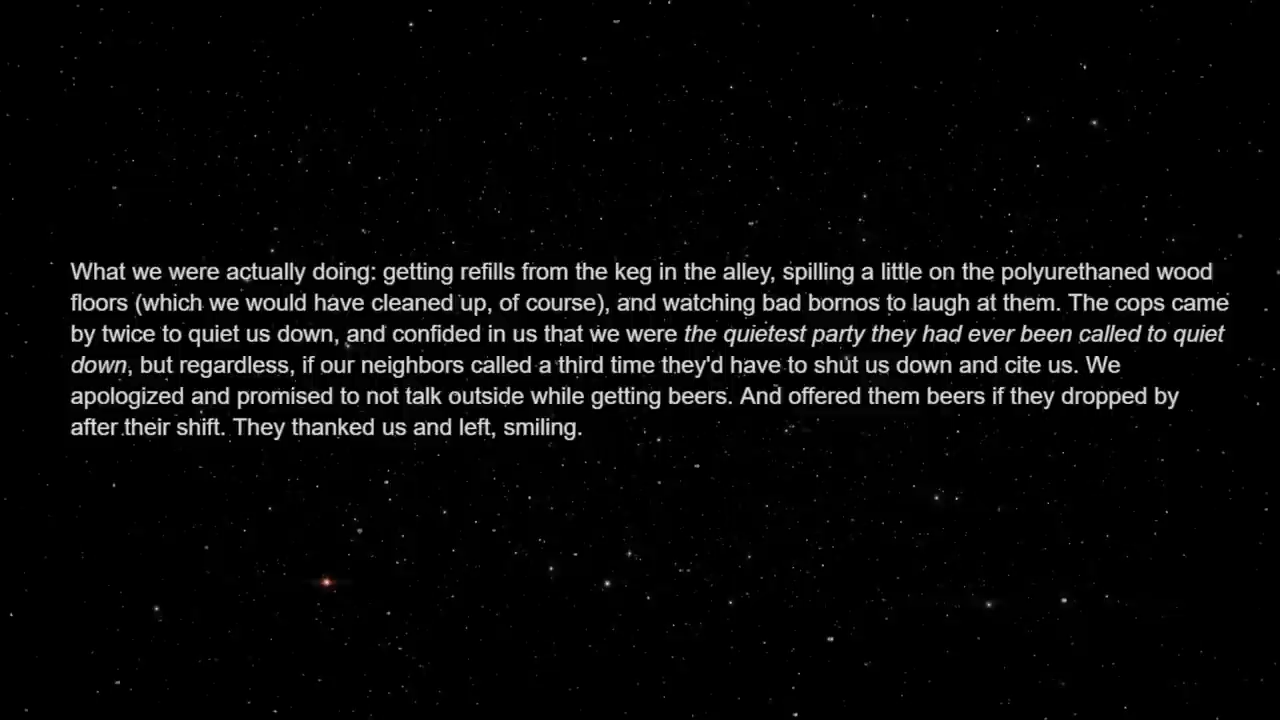 What we were actually doing: getting refills from the keg in the alley, spilling a little on the polyurethaned wood
floors (which we would have cleaned up, of course), and watching bad bornos to laugh at them. The cops came
by twice to quiet us down, and confided in us that we were the quietest party they had ever been called to quiet
down, but regardless, if our neighbors called a third time they'd have to shut us down and cite us. We
apologized and promised to not talk outside while getting beers. And offered them beers if they dropped by
after their shift. They thanked us and left, smiling.